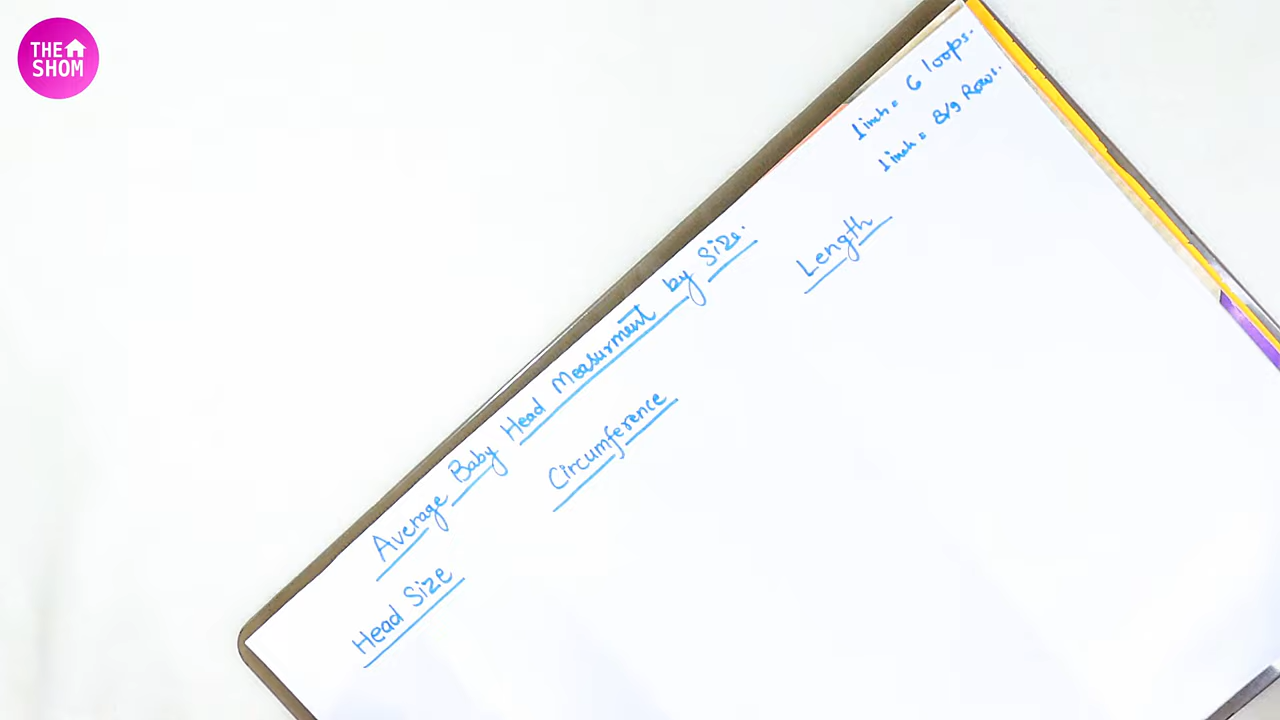 THE
SHOM
1 inch = 6 loops.
1 inch = 8/9 Rows.
Average Baby Head Measurment by Size.
Head Size Circumference Length